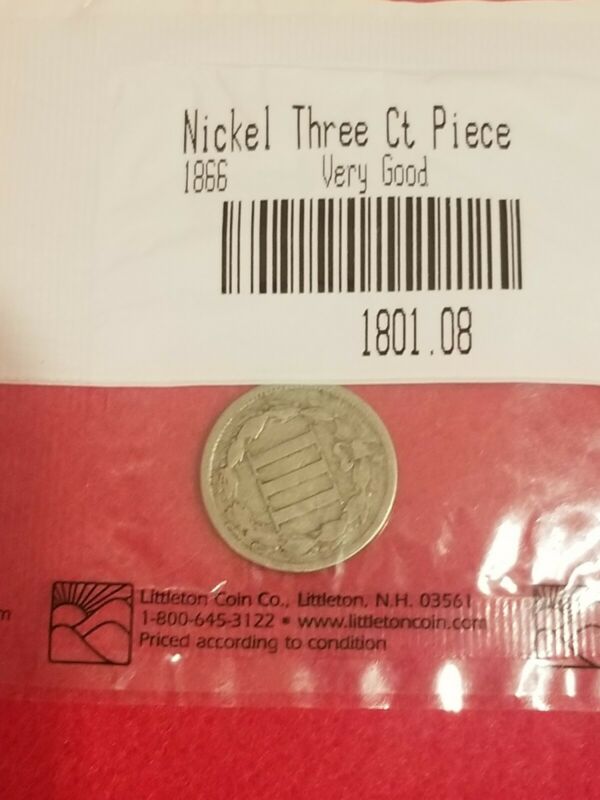 Nickel Three Ct Piece
1866 Very Good
1801.08
III
m
Littleton Coin Co., Littleton, N.H. 03561
1-800-645-3122 • www.littletoncoin.com
Priced according to condition